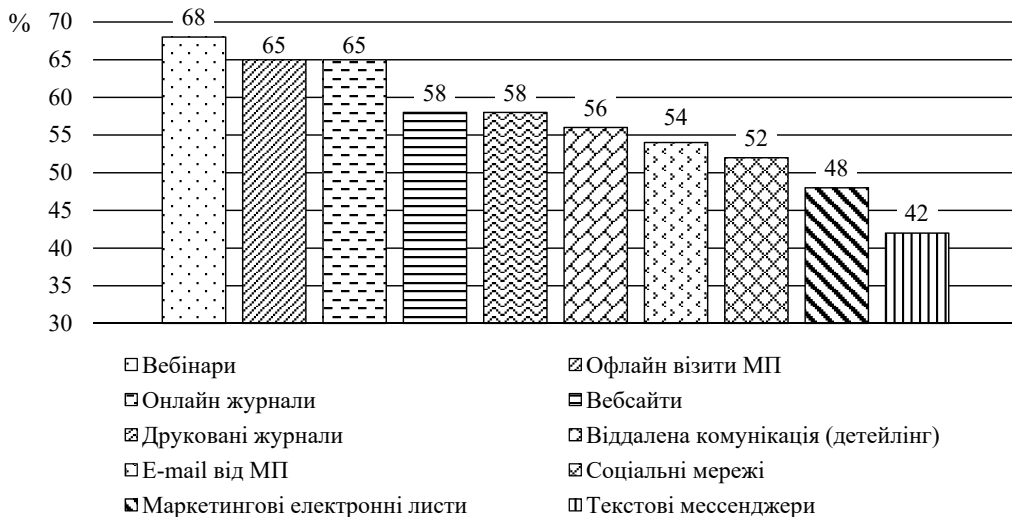 % 70
68
65
65
65
60
58
58
56
55
54
52
50
48
45
42
40
35
30
Вебінари
Офлайн візити МП
Онлайн журнали
Вебсайти
Друковані журнали
Віддалена комунікація (детейлінг)
E-mail від МП
Соціальні мережі
Маркетингові електронні листи
Текстові мессенджери